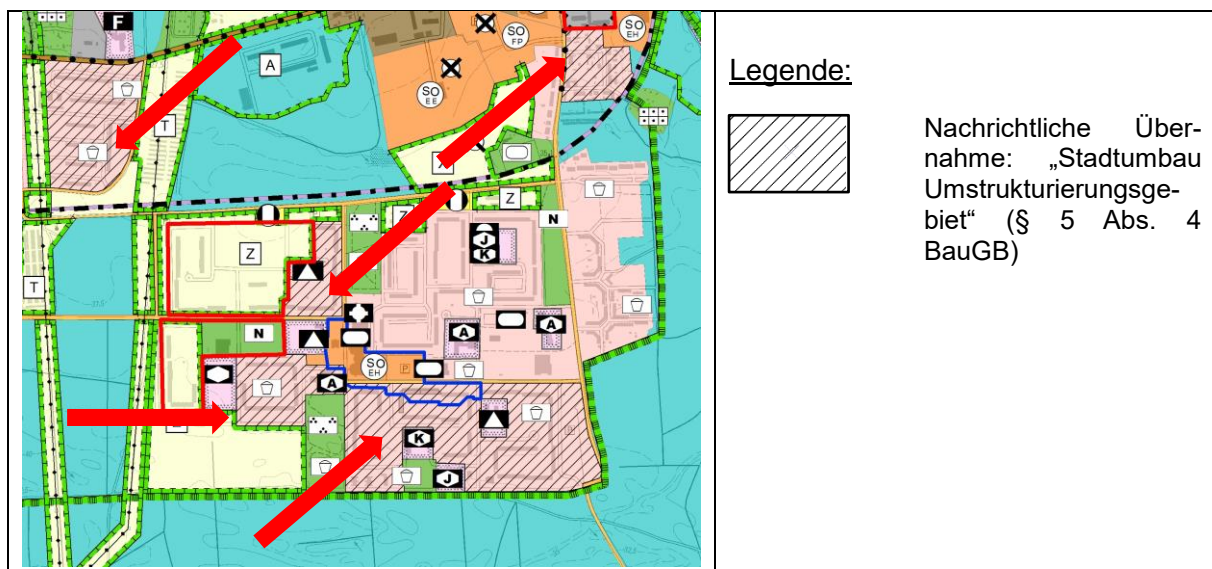 F
SO
FP
SO
EH
A
SO
EE
T
A
Z
Z
N
J
K
Z
T
N
A
A
SO
EH
P
A
K
J
Legende:
Nachrichtliche Über-
nahme: „Stadtumbau
Umstrukturierungsge-
biet“ (§ 5 Abs. 4
BauGB)